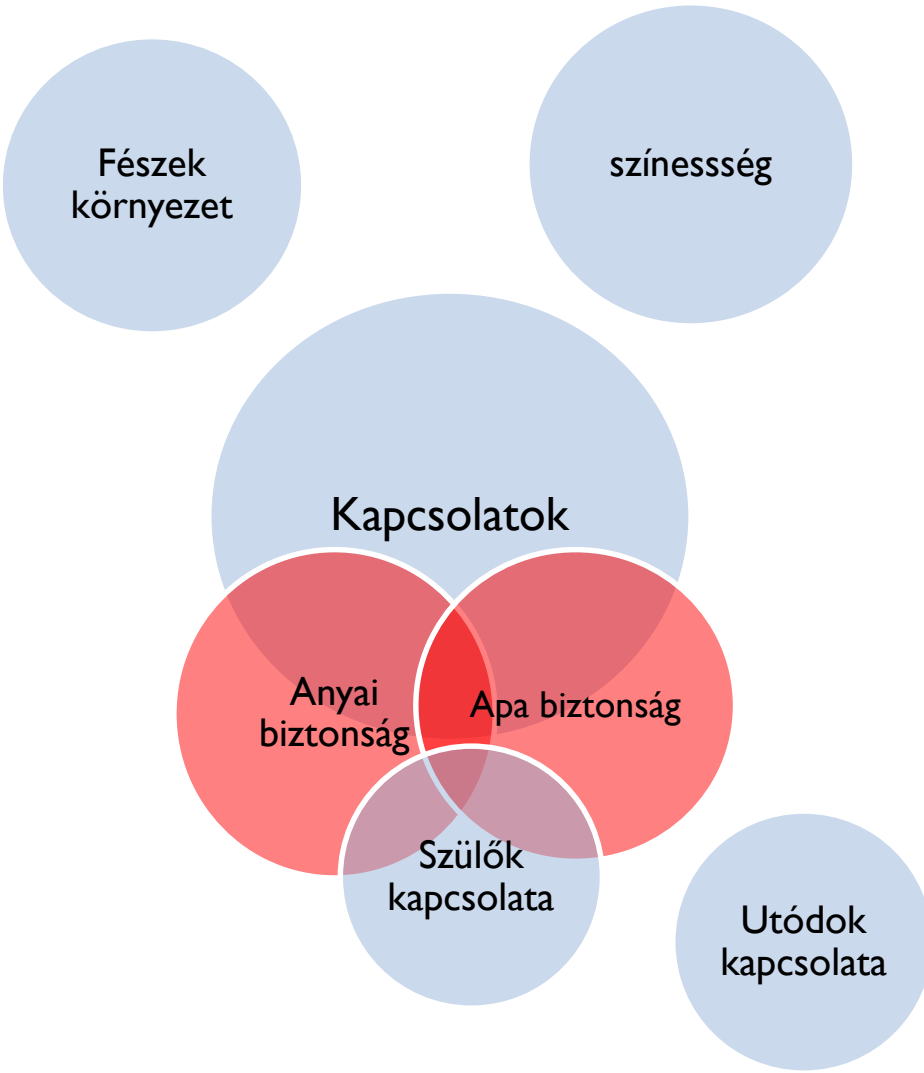 Fészek
környezet
színessség
Kapcsolatok
Anyai
biztonság
Apa biztonság
Szülők
kapcsolata
Utódok
kapcsolata